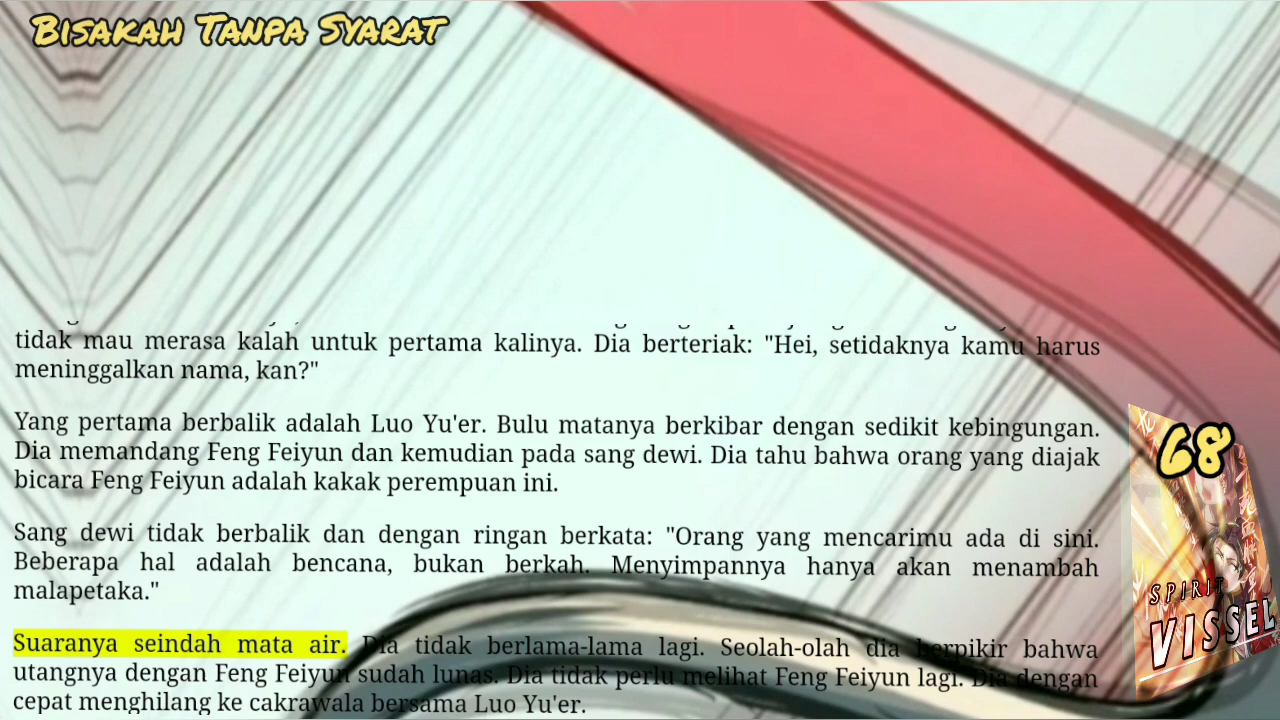 Bisakah Tanpa Syarat
tidak mau merasa kalah untuk pertama kalinya. Dia berteriak: "Hei, setidaknya kamu harus
meninggalkan nama, kan?"
Yang pertama berbalik adalah Luo Yu'er. Bulu matanya berkibar dengan sedikit kebingungan.
Dia memandang Feng Feiyun dan kemudian pada sang dewi. Dia tahu bahwa orang yang diajak
bicara Feng Feiyun adalah kakak perempuan ini.
Sang dewi tidak berbalik dan dengan ringan berkata: "Orang yang mencarimu ada di sini.
Beberapa hal adalah bencana, bukan berkah. Menyimpannya hanya akan menambah
malapetaka."
Suaranya seindah mata air. Dia tidak berlama-lama lagi. Seolah-olah dia berpikir bahwa
utangnya dengan Feng Feiyun sudah lunas. Dia tidak perlu melihat Feng Feiyun lagi. Dia dengan
cepat menghilang ke cakrawala bersama Luo Yu'er.
68
SPIRIT
VISSEL